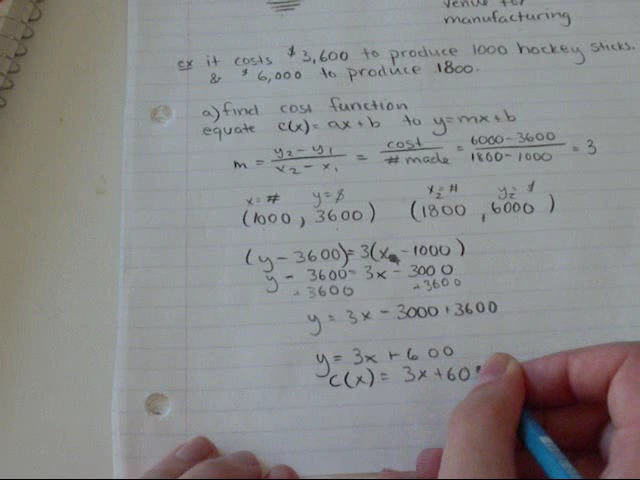 venue for
manufacturing
ex it costs $3,600 to produce 1000 hockey sticks.
& $6,000 to produce 1800.
a) find cost function
equate c(x) = ax + b to y = mx + b
m = y₂ - y₁ / x₂ - x₁ = cost / # made = 6000 - 3600 / 1800 - 1000 = 3
x = # y = $ x₂ = # y₂ = $
(1000, 3600) (1800, 6000)
(y - 3600) = 3(x - 1000)
y - 3600 = 3x - 3000
+3600 +3600
y = 3x - 3000 + 3600
y = 3x + 600
c(x) = 3x + 60